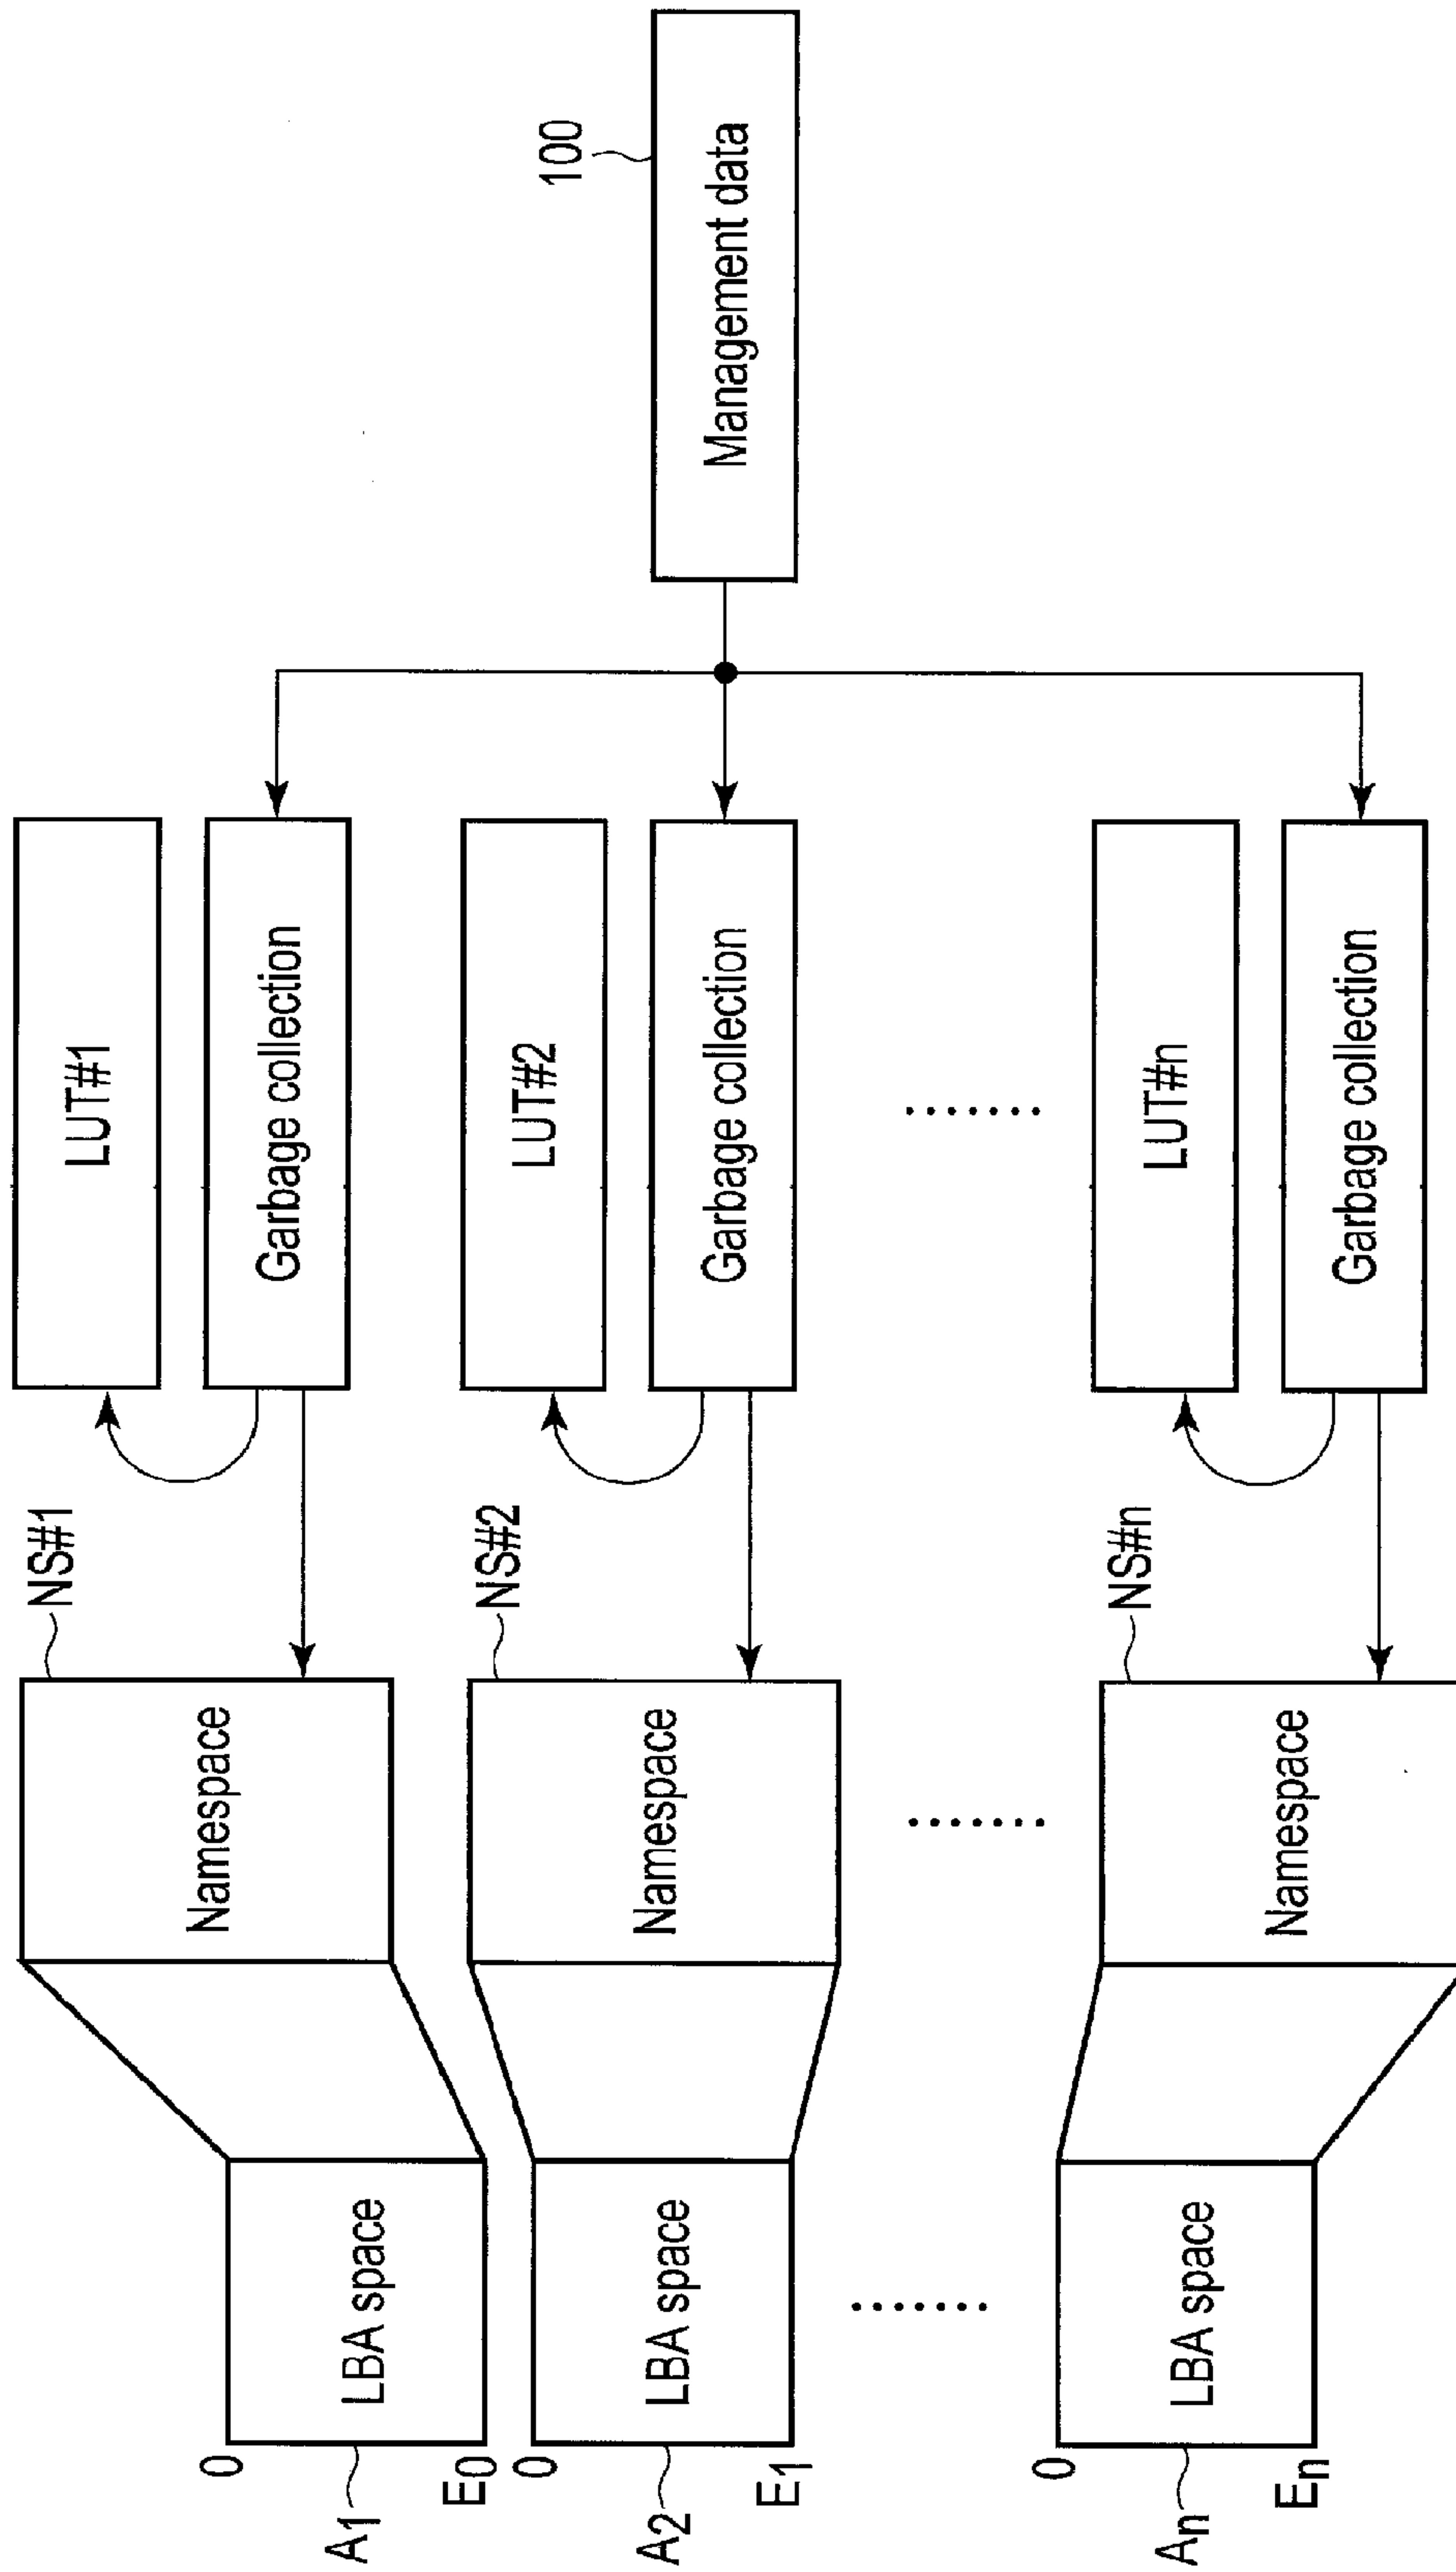 A1
0
LBA space
E0
Namespace
NS#1
LUT#1
Garbage collection
A2
0
LBA space
E1
Namespace
NS#2
LUT#2
Garbage collection
100
Management data
An
0
LBA space
En
Namespace
NS#n
LUT#n
Garbage collection